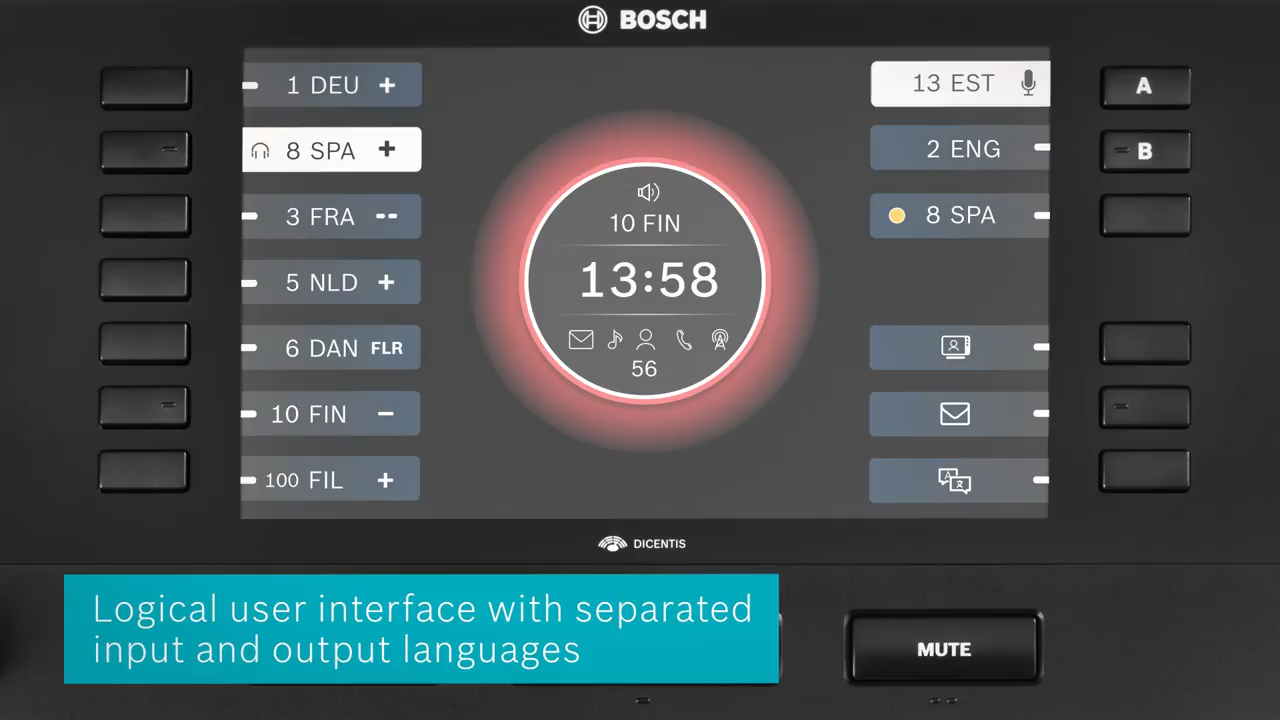 BOSCH
1 DEU +
8 SPA +
3 FRA --
5 NLD +
6 DAN FLR
10 FIN -
100 FIL +
10 FIN
13:58
56
13 EST
2 ENG
8 SPA
A
B
DICENTIS
Logical user interface with separated
input and output languages
MUTE